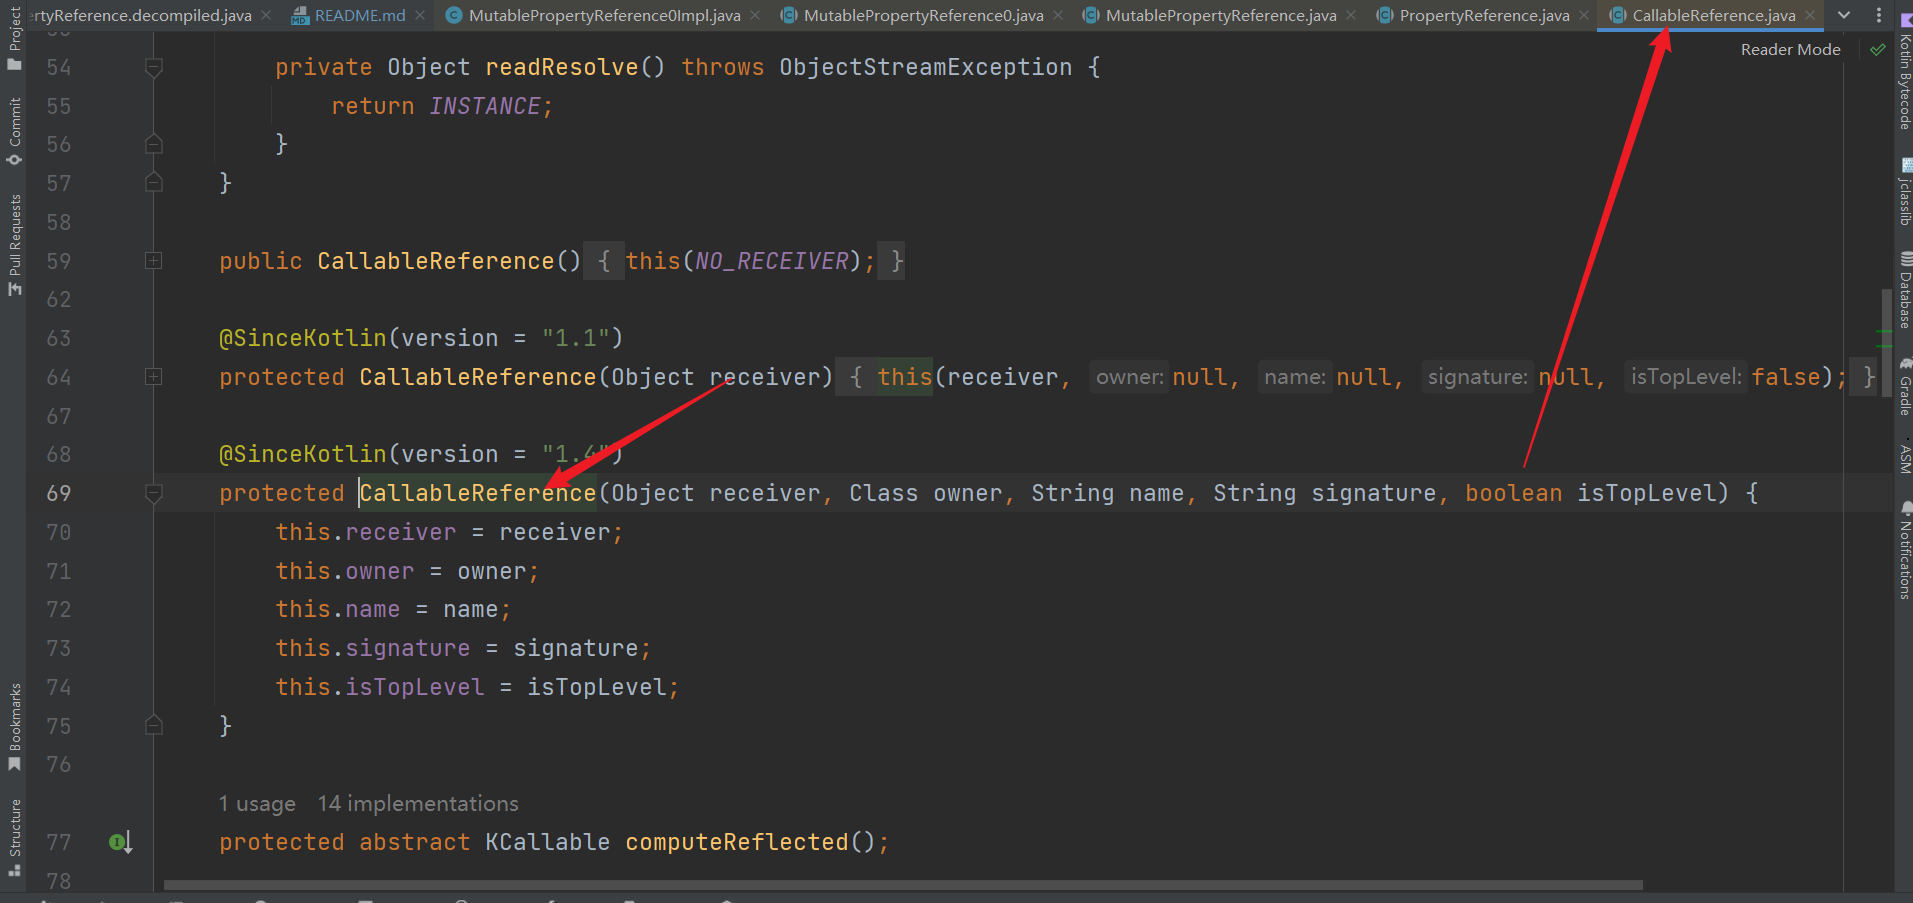 ertyReference.decompiled.java README.md MutablePropertyReference0Impl.java MutablePropertyReference0.java MutablePropertyReference.java PropertyReference.java CallableReference.java
Reader Mode
54 private Object readResolve() throws ObjectStreamException {
55 return INSTANCE;
56 }
57 }
58
59 public CallableReference() { this(NO_RECEIVER); }
62
63 @SinceKotlin(version = "1.1")
64 protected CallableReference(Object receiver) { this(receiver, owner: null, name: null, signature: null, isTopLevel: false); }
67
68 @SinceKotlin(version = "1.4")
69 protected CallableReference(Object receiver, Class owner, String name, String signature, boolean isTopLevel) {
70 this.receiver = receiver;
71 this.owner = owner;
72 this.name = name;
73 this.signature = signature;
74 this.isTopLevel = isTopLevel;
75 }
76
1 usage 14 implementations
77 protected abstract KCallable computeReflected();
78
Project
Commit
Pull Requests
Bookmarks
Structure
Kotlin Bytecode
jclasslib
Database
Gradle
ASM
Notifications